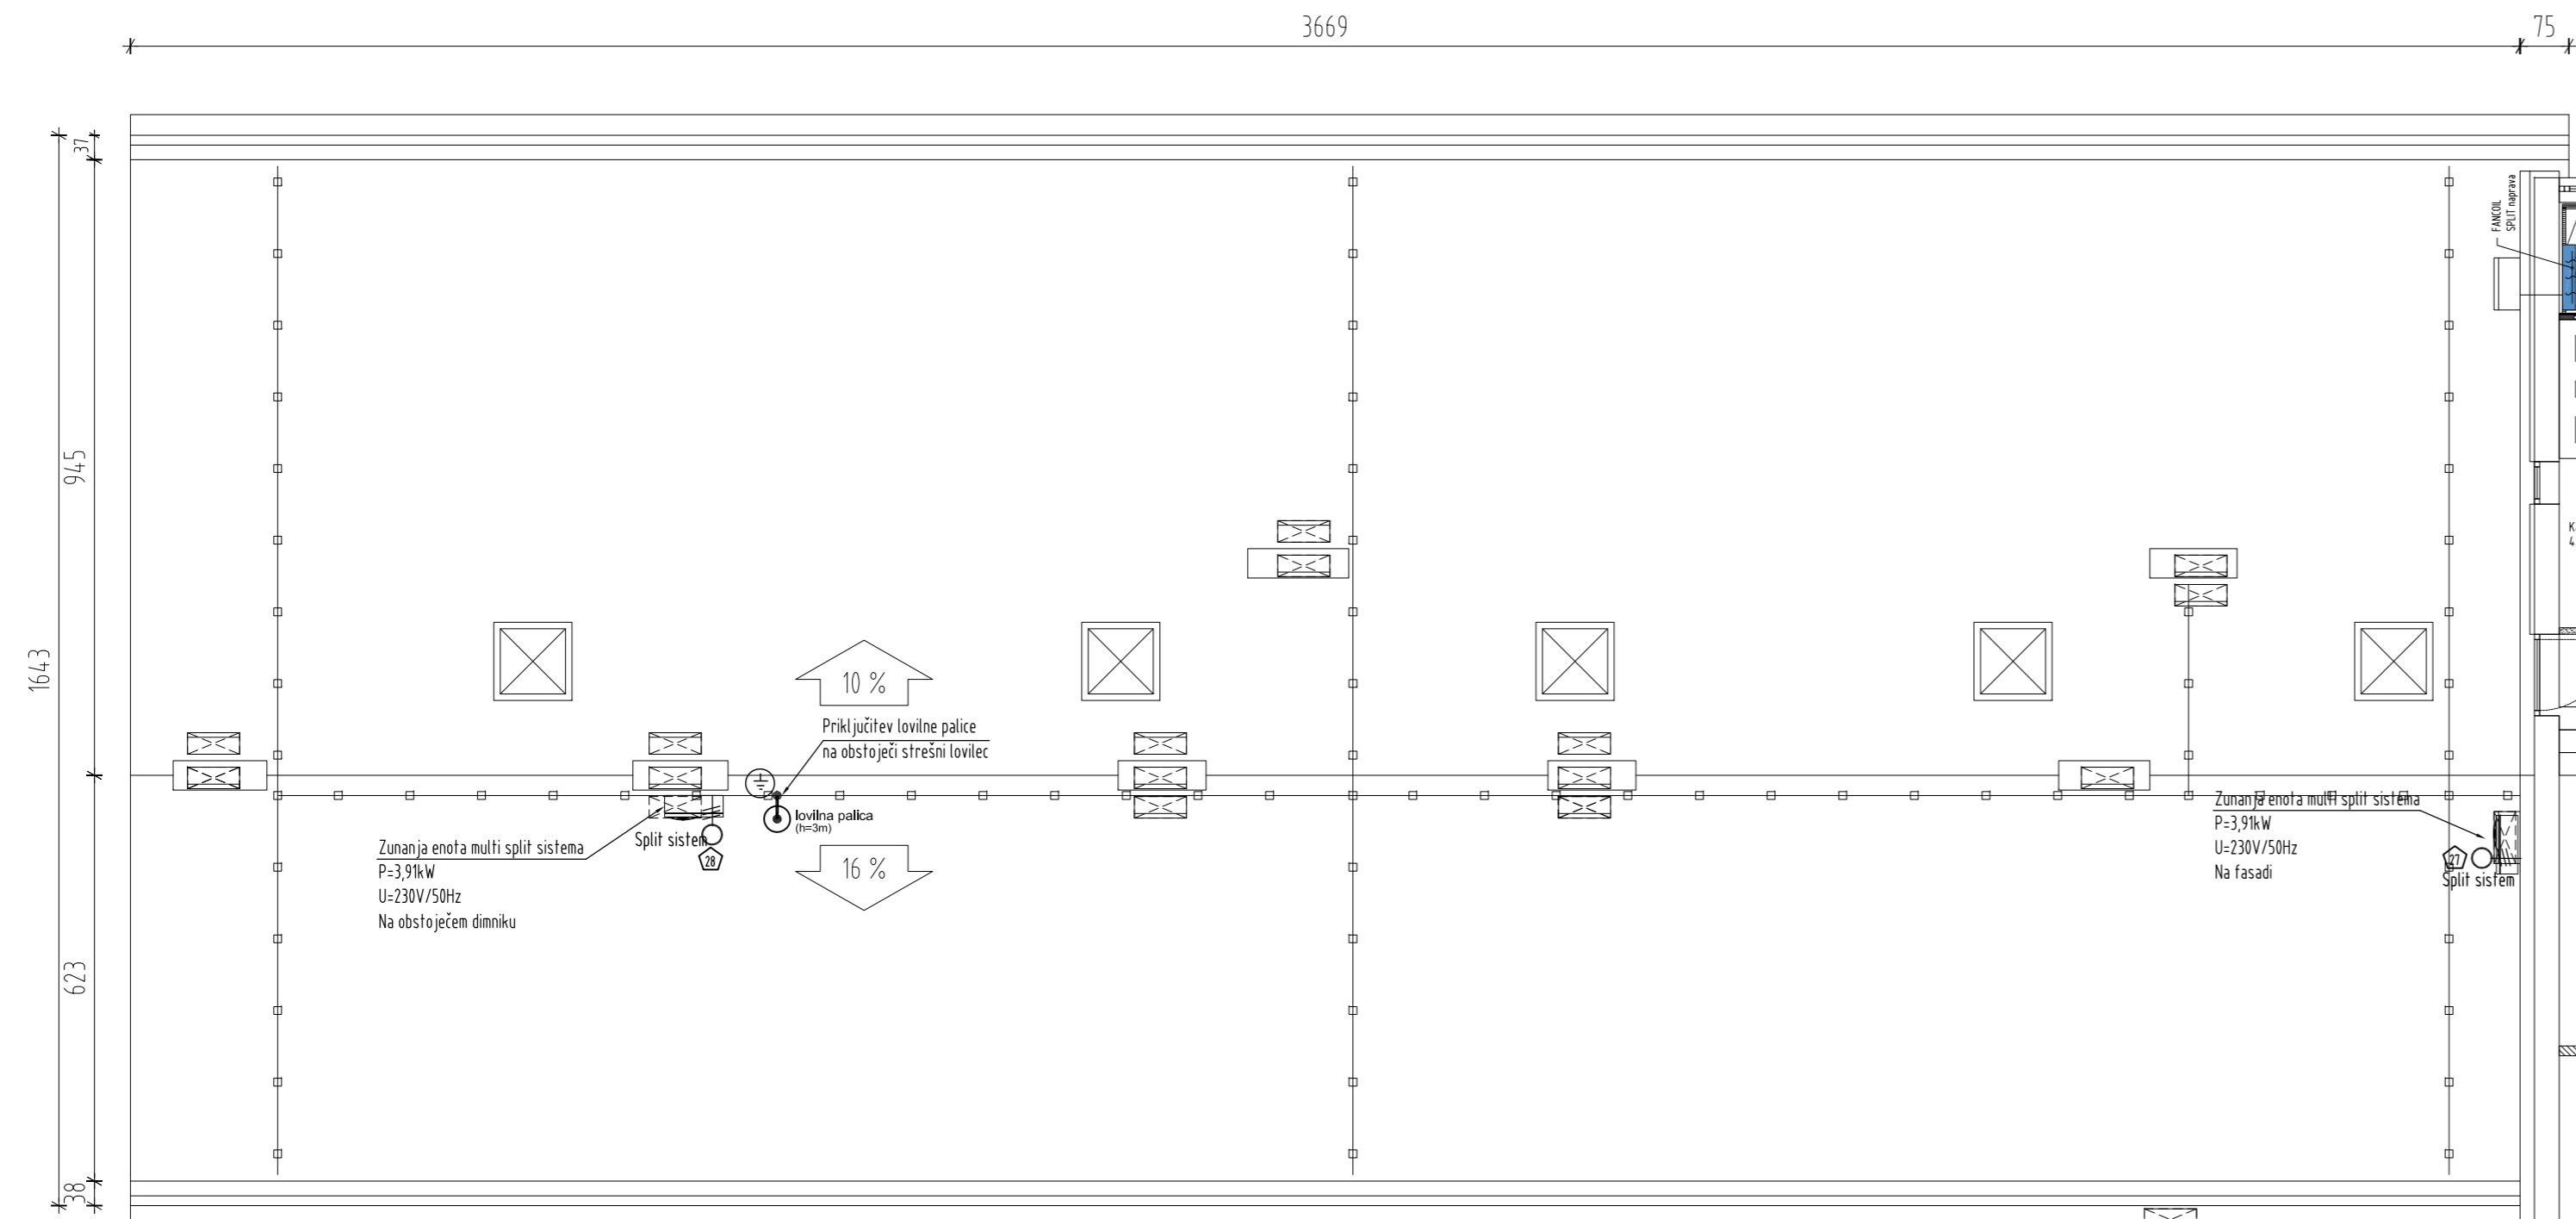 3669
75
37
945
1643
623
38
FANCOIL
SPLIT naprava
K
4
10 %
Priključitev lovilne palice
na obstoječi strešni lovilec
lovilna palica
(h=3m)
16 %
Split sistem
28
Zunanja enota multi split sistema
P=3,91kW
U=230V/50Hz
Na obstoječem dimniku
Zunanja enota multi split sistema
P=3,91kW
U=230V/50Hz
Na fasadi
27
Split sistem